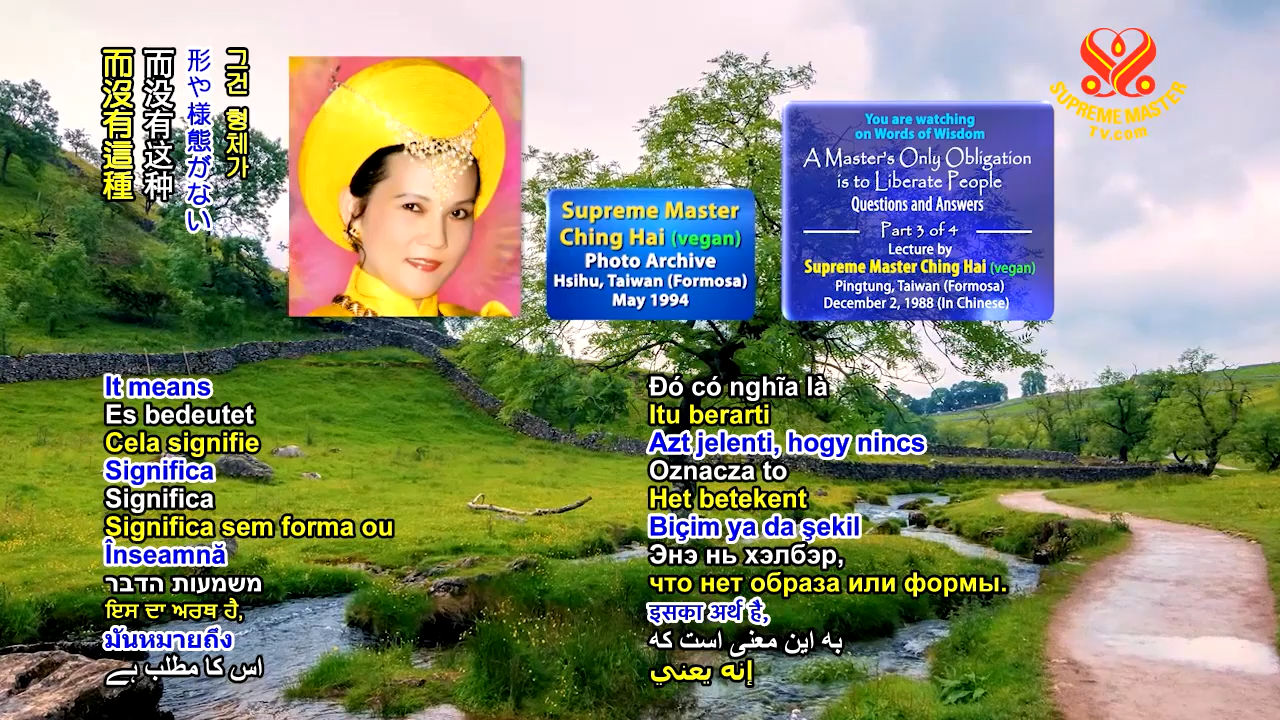 而沒有這種
而没有这种
形や様態がない
그건 형체가
Supreme Master
Ching Hai (vegan)
Photo Archive
Hsihu, Taiwan (Formosa)
May 1994
You are watching
on Words of Wisdom
A Master's Only Obligation
is to Liberate People
Questions and Answers
Part 3 of 4
Lecture by
Supreme Master Ching Hai (vegan)
Pingtung, Taiwan (Formosa)
December 2, 1988 (In Chinese)
SUPREME MASTER
TV.com
It means
Es bedeutet
Cela signifie
Significa
Significa
Significa sem forma ou
Înseamnă
משמעות הדבר
ਇਸ ਦਾ ਅਰਥ ਹੈ,
มันหมายถึง
اس کا مطلب ہے
Đó có nghĩa là
Itu berarti
Azt jelenti, hogy nincs
Oznacza to
Het betekent
Biçim ya da şekil
Энэ нь хэлбэр,
что нет образа или формы.
इसका अर्थ है,
به این معنی است که
إنه يعني